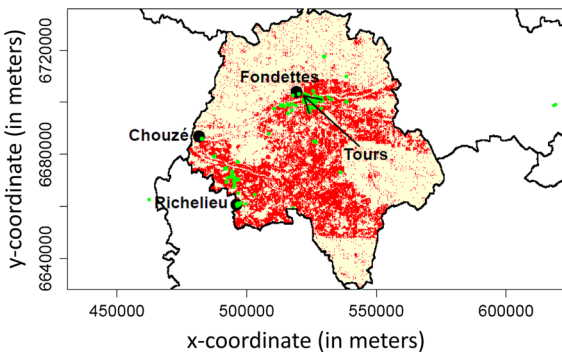 y-coordinate (in meters)
6720000
6680000
6640000
Fondettes
Chouzé
Tours
Richelieu
450000 500000 550000 600000
x-coordinate (in meters)